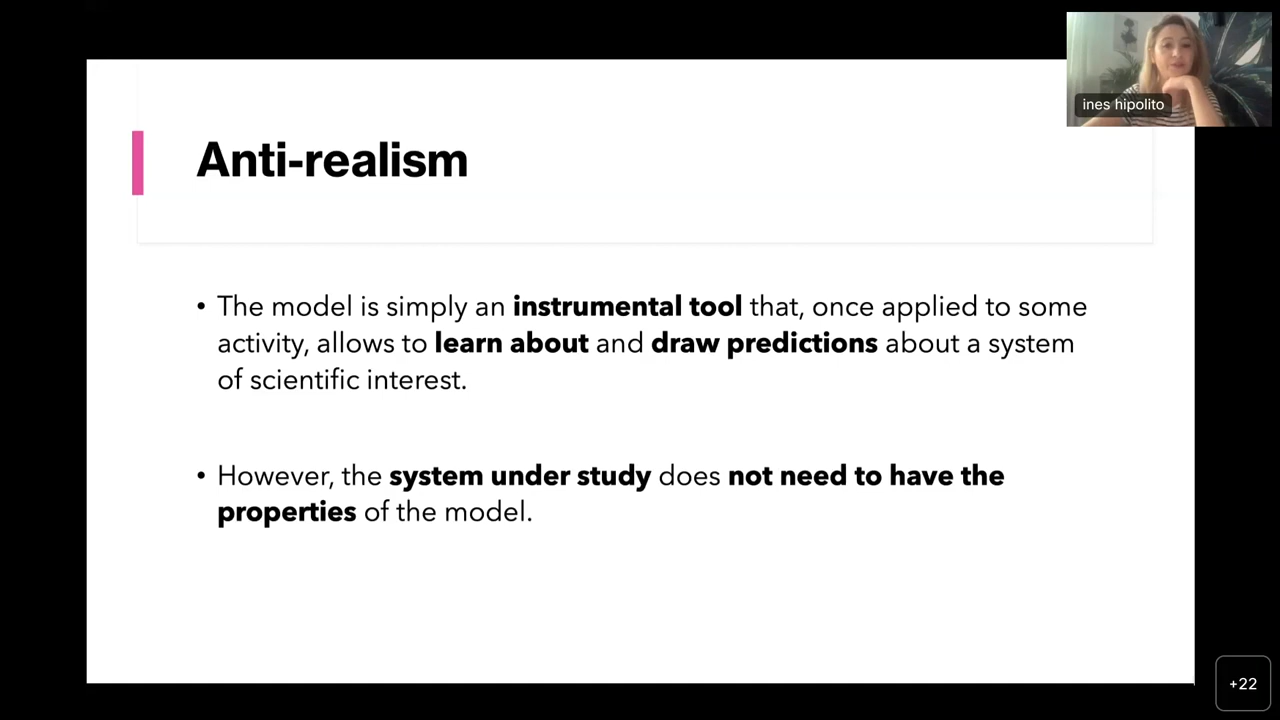 ines hipolito
Anti-realism
• The model is simply an instrumental tool that, once applied to some
activity, allows to learn about and draw predictions about a system
of scientific interest.
• However, the system under study does not need to have the
properties of the model.
+22